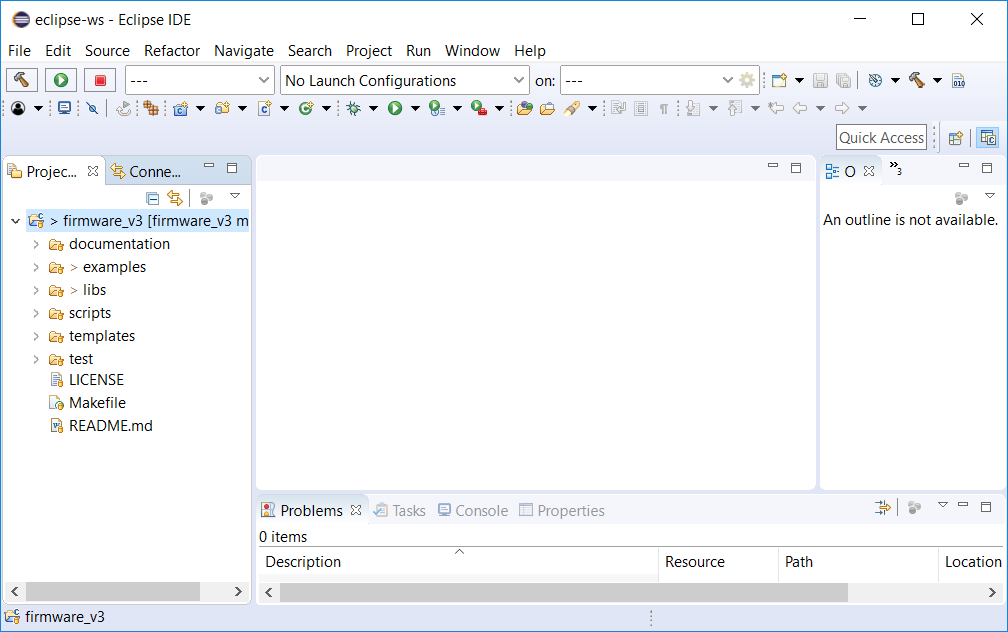 eclipse-ws - Eclipse IDE
File Edit Source Refactor Navigate Search Project Run Window Help
--- No Launch Configurations on: ---
010
Quick Access
Projec... Conne... O »3
> firmware_v3 [firmware_v3 m
An outline is not available.
documentation
> examples
> libs
scripts
templates
test
LICENSE
Makefile
README.md
Problems Tasks Console Properties
0 items
Description Resource Path Location
firmware_v3